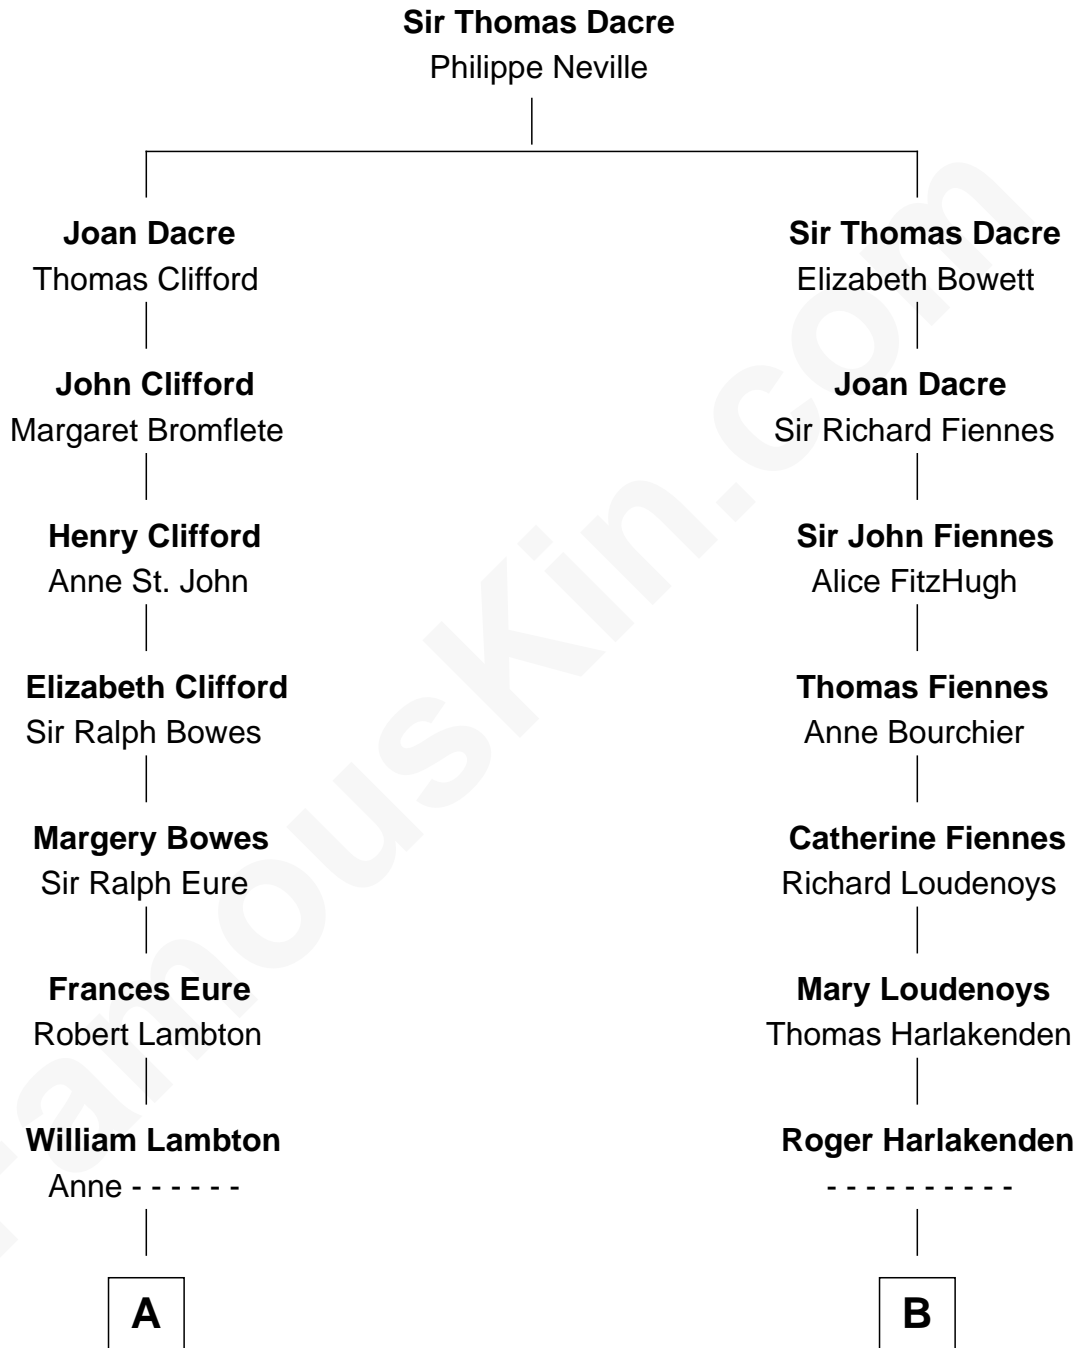 Sir Thomas Dacre
Philippe Neville
Joan Dacre
Thomas Clifford
Sir Thomas Dacre
Elizabeth Bowett
John Clifford
Margaret Bromflete
Joan Dacre
Sir Richard Fiennes
Henry Clifford
Anne St. John
Sir John Fiennes
Alice FitzHugh
Elizabeth Clifford
Sir Ralph Bowes
Thomas Fiennes
Anne Bourchier
Margery Bowes
Sir Ralph Eure
Catherine Fiennes
Richard Loudenoys
Frances Eure
Robert Lambton
Mary Loudenoys
Thomas Harlakenden
William Lambton
Anne - - - - - -
Roger Harlakenden
- - - - - - - - - -
A
B
FamousKin.com